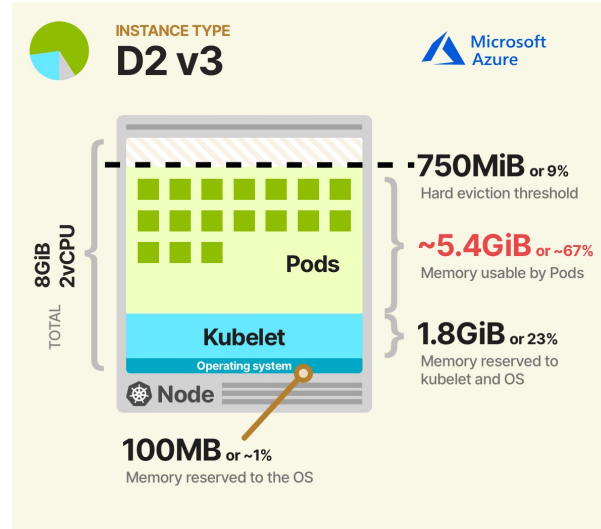 INSTANCE TYPE
D2 v3
Microsoft
Azure
750MiB or 9%
Hard eviction threshold
~5.4GiB or ~67%
Memory usable by Pods
Pods
TOTAL
8GiB
2vCPU
Kubelet
1.8GiB or 23%
Memory reserved to
kubelet and OS
Operating system
Node
100MB or ~1%
Memory reserved to the OS